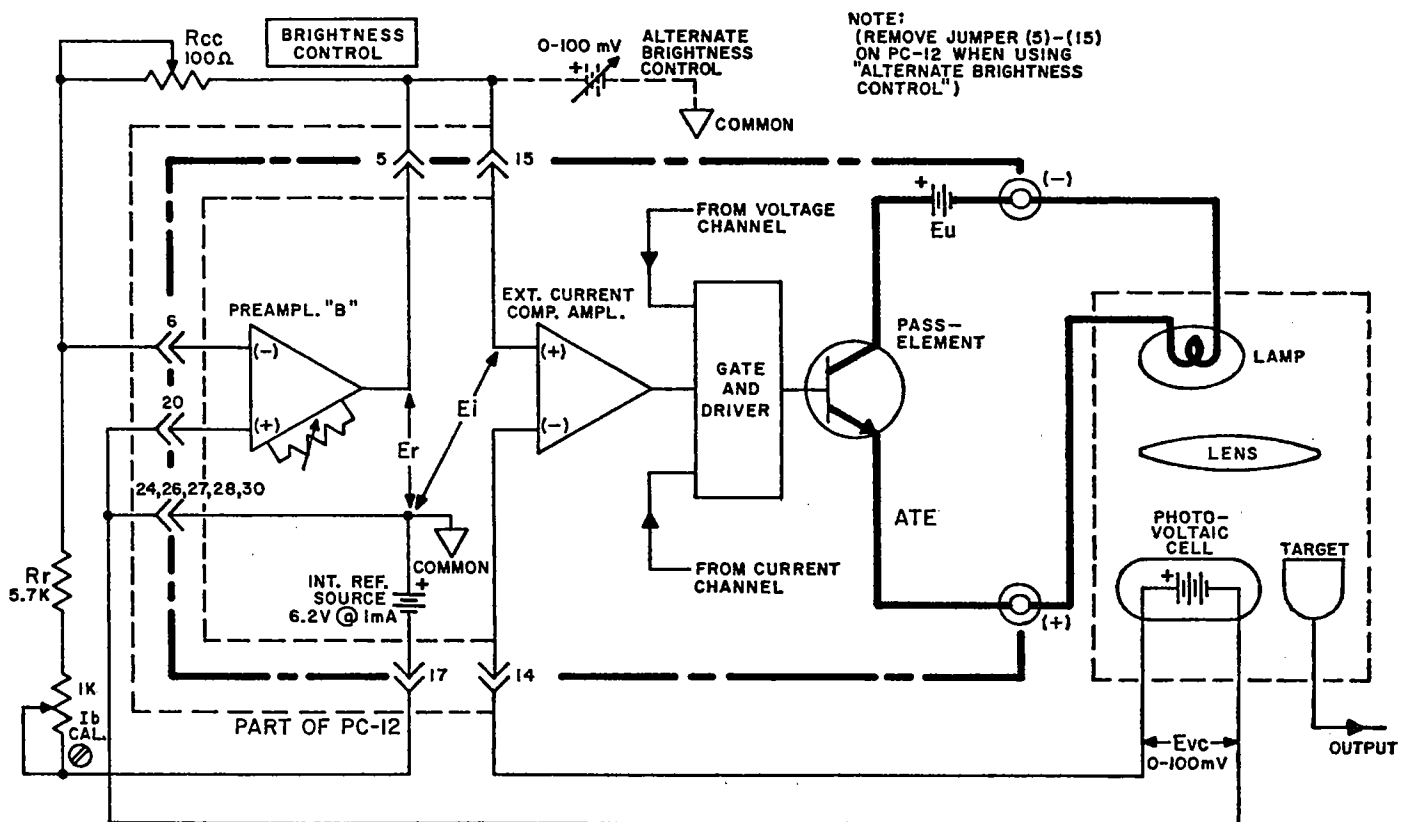 Rcc
100Ω
BRIGHTNESS
CONTROL
0-100 mV
+
ALTERNATE
BRIGHTNESS
CONTROL
NOTE:
(REMOVE JUMPER (5)-(15)
ON PC-12 WHEN USING
"ALTERNATE BRIGHTNESS
CONTROL")
COMMON
5
15
(-)
+
Eu
FROM VOLTAGE
CHANNEL
PREAMPL. "B"
EXT. CURRENT
COMP. AMPL.
6
(-)
(+)
PASS-
ELEMENT
LAMP
GATE
AND
DRIVER
20
(+)
Er
Ei
(-)
LENS
24,26,27,28,30
ATE
COMMON
PHOTO-
VOLTAIC
CELL
TARGET
Rr
5.7K
INT. REF.
SOURCE
6.2V @ 1mA
+
FROM CURRENT
CHANNEL
+
(+)
17
14
1K
Ib
CAL.
PART OF PC-12
Evc
0-100mV
OUTPUT